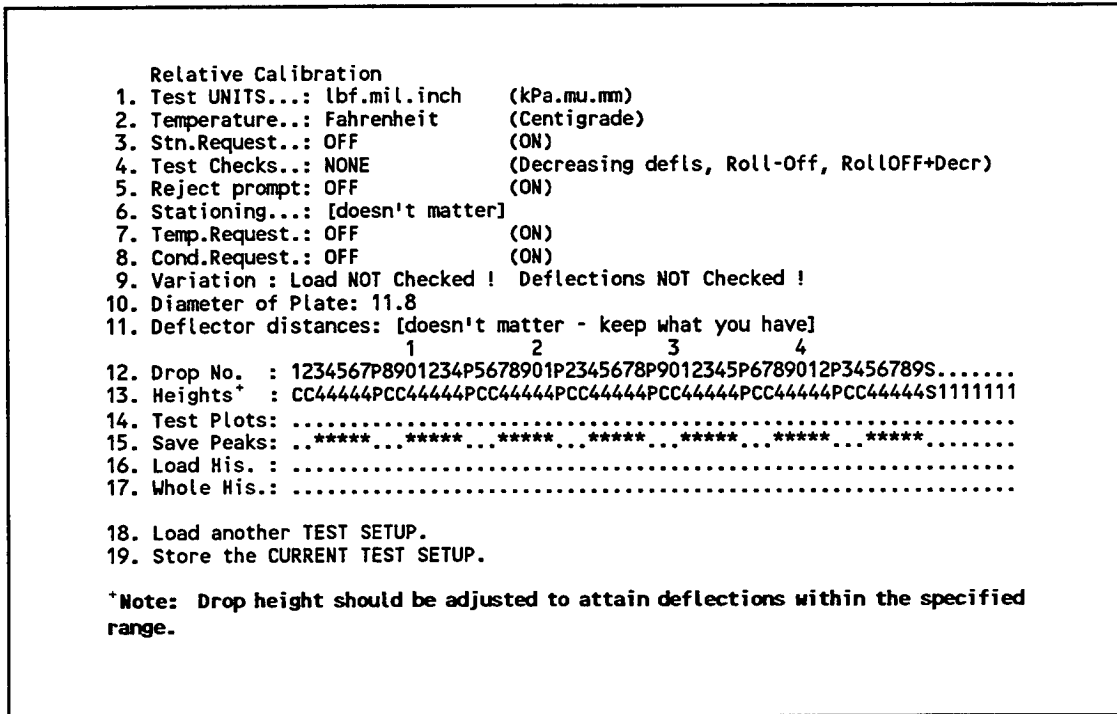 Relative Calibration
1. Test UNITS...: lbf.mil.inch (kPa.mu.mm)
2. Temperature..: Fahrenheit (Centigrade)
3. Stn.Request..: OFF (ON)
4. Test Checks..: NONE (Decreasing defls, Roll-Off, RollOFF+Decr)
5. Reject prompt: OFF (ON)
6. Stationing...: [doesn't matter]
7. Temp.Request.: OFF (ON)
8. Cond.Request.: OFF (ON)
9. Variation : Load NOT Checked ! Deflections NOT Checked !
10. Diameter of Plate: 11.8
11. Deflector distances: [doesn't matter - keep what you have]
1 2 3 4
12. Drop No. : 1234567P8901234P5678901P2345678P9012345P6789012P3456789S.......
13. Heights⁺ : CC44444PCC44444PCC44444PCC44444PCC44444PCC44444PCC44444S1111111
14. Test Plots: ...............................................................
15. Save Peaks: ..*****...*****...*****...*****...*****...*****...*****........
16. Load His. : ...............................................................
17. Whole His.: ...............................................................
18. Load another TEST SETUP.
19. Store the CURRENT TEST SETUP.
⁺Note: Drop height should be adjusted to attain deflections within the specified
range.